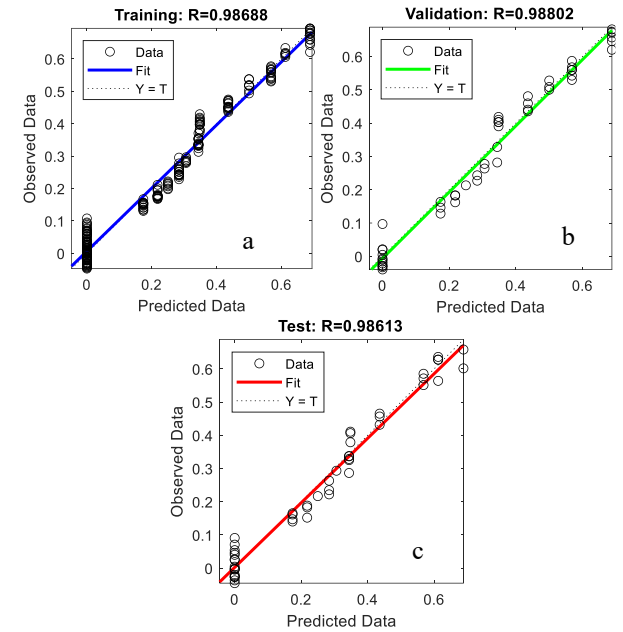 Training: R=0.98688
Observed Data
0.6
0.5
0.4
0.3
0.2
0.1
0
Data
Fit
Y = T
a
0
0.2
0.4
0.6
Predicted Data
Validation: R=0.98802
Observed Data
0.6
0.5
0.4
0.3
0.2
0.1
0
Data
Fit
Y = T
b
0
0.2
0.4
0.6
Predicted Data
Test: R=0.98613
Observed Data
0.6
0.5
0.4
0.3
0.2
0.1
0
Data
Fit
Y = T
c
0
0.2
0.4
0.6
Predicted Data